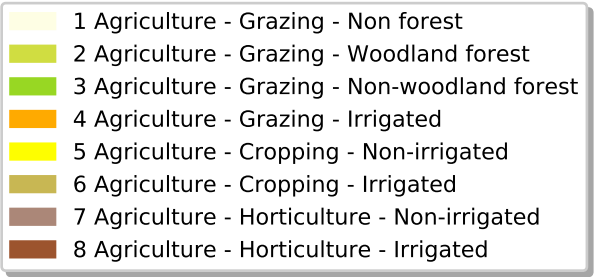 1 Agriculture - Grazing - Non forest
2 Agriculture - Grazing - Woodland forest
3 Agriculture - Grazing - Non-woodland forest
4 Agriculture - Grazing - Irrigated
5 Agriculture - Cropping - Non-irrigated
6 Agriculture - Cropping - Irrigated
7 Agriculture - Horticulture - Non-irrigated
8 Agriculture - Horticulture - Irrigated